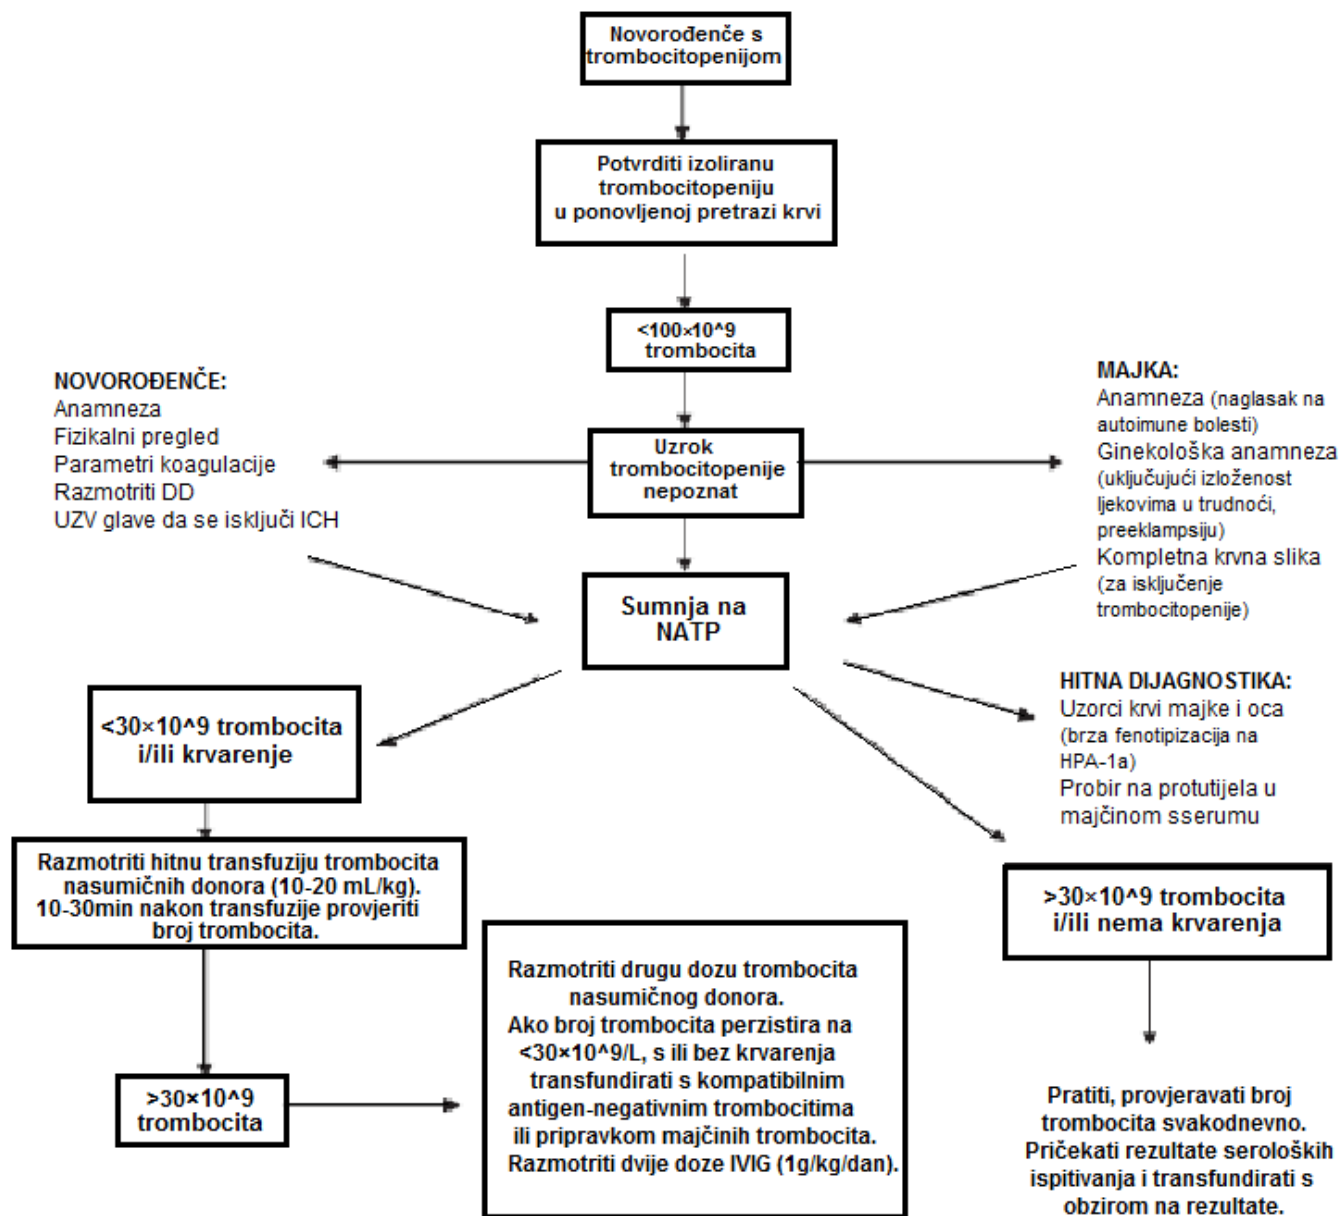 Novorođenče s
trombocitopenijom
Potvrditi izoliranu
trombocitopeniju
u ponovljenoj pretrazi krvi
<100×10^9
trombocita
NOVOROĐENČE:
Anamneza
Fizikalni pregled
Parametri koagulacije
Razmotriti DD
UZV glave da se isključi ICH
Uzrok
trombocitopenije
nepoznat
MAJKA:
Anamneza (naglasak na
autoimune bolesti)
Ginekološka anamneza
(uključujući izloženost
ljekovima u trudnoći,
preeklampsiju)
Kompletna krvna slika
(za isključenje
trombocitopenije)
Sumnja na
NATP
HITNA DIJAGNOSTIKA:
Uzorci krvi majke i oca
(brza fenotipizacija na
HPA-1a)
Probir na protutijela u
majčinom sserumu
<30×10^9 trombocita
i/ili krvarenje
Razmotriti hitnu transfuziju trombocita
nasumičnih donora (10-20 mL/kg).
10-30min nakon transfuzije provjeriti
broj trombocita.
>30×10^9
trombocita
Razmotriti drugu dozu trombocita
nasumičnog donora.
Ako broj trombocita perzistira na
<30×10^9/L, s ili bez krvarenja
transfundirati s kompatibilnim
antigen-negativnim trombocitima
ili pripravkom majčinih trombocita.
Razmotriti dvije doze IVIG (1g/kg/dan).
>30×10^9 trombocita
i/ili nema krvarenja
Pratiti, provjeravati broj
trombocita svakodnevno.
Pričekati rezultate seroloških
ispitivanja i transfundirati s
obzirom na rezultate.